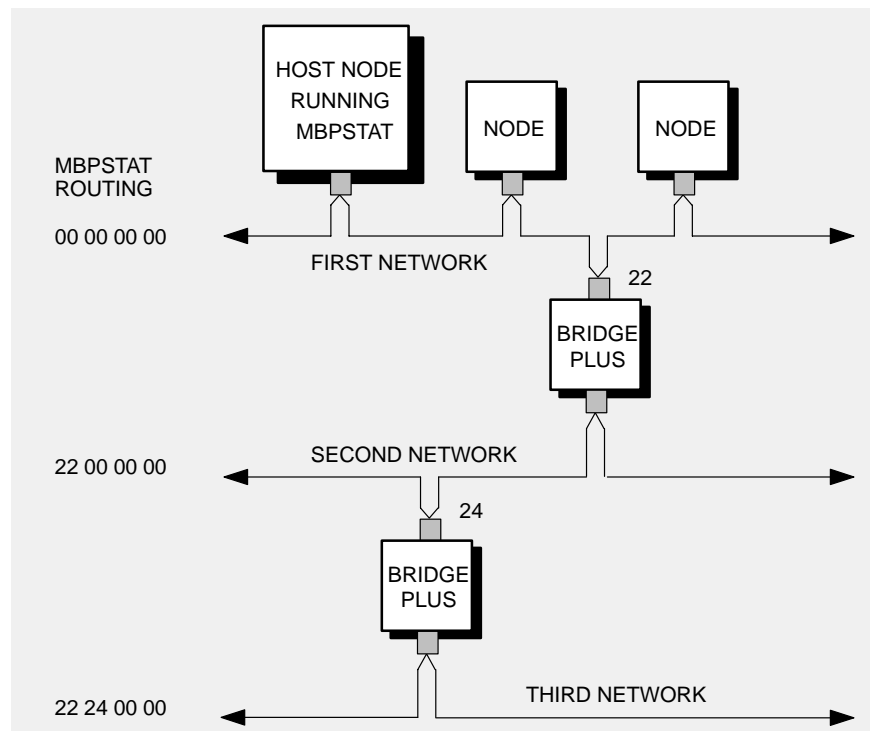 HOST NODE
RUNNING
MBPSTAT
NODE
NODE
MBPSTAT
ROUTING
00 00 00 00
FIRST NETWORK
22
BRIDGE
PLUS
22 00 00 00
SECOND NETWORK
24
BRIDGE
PLUS
22 24 00 00
THIRD NETWORK